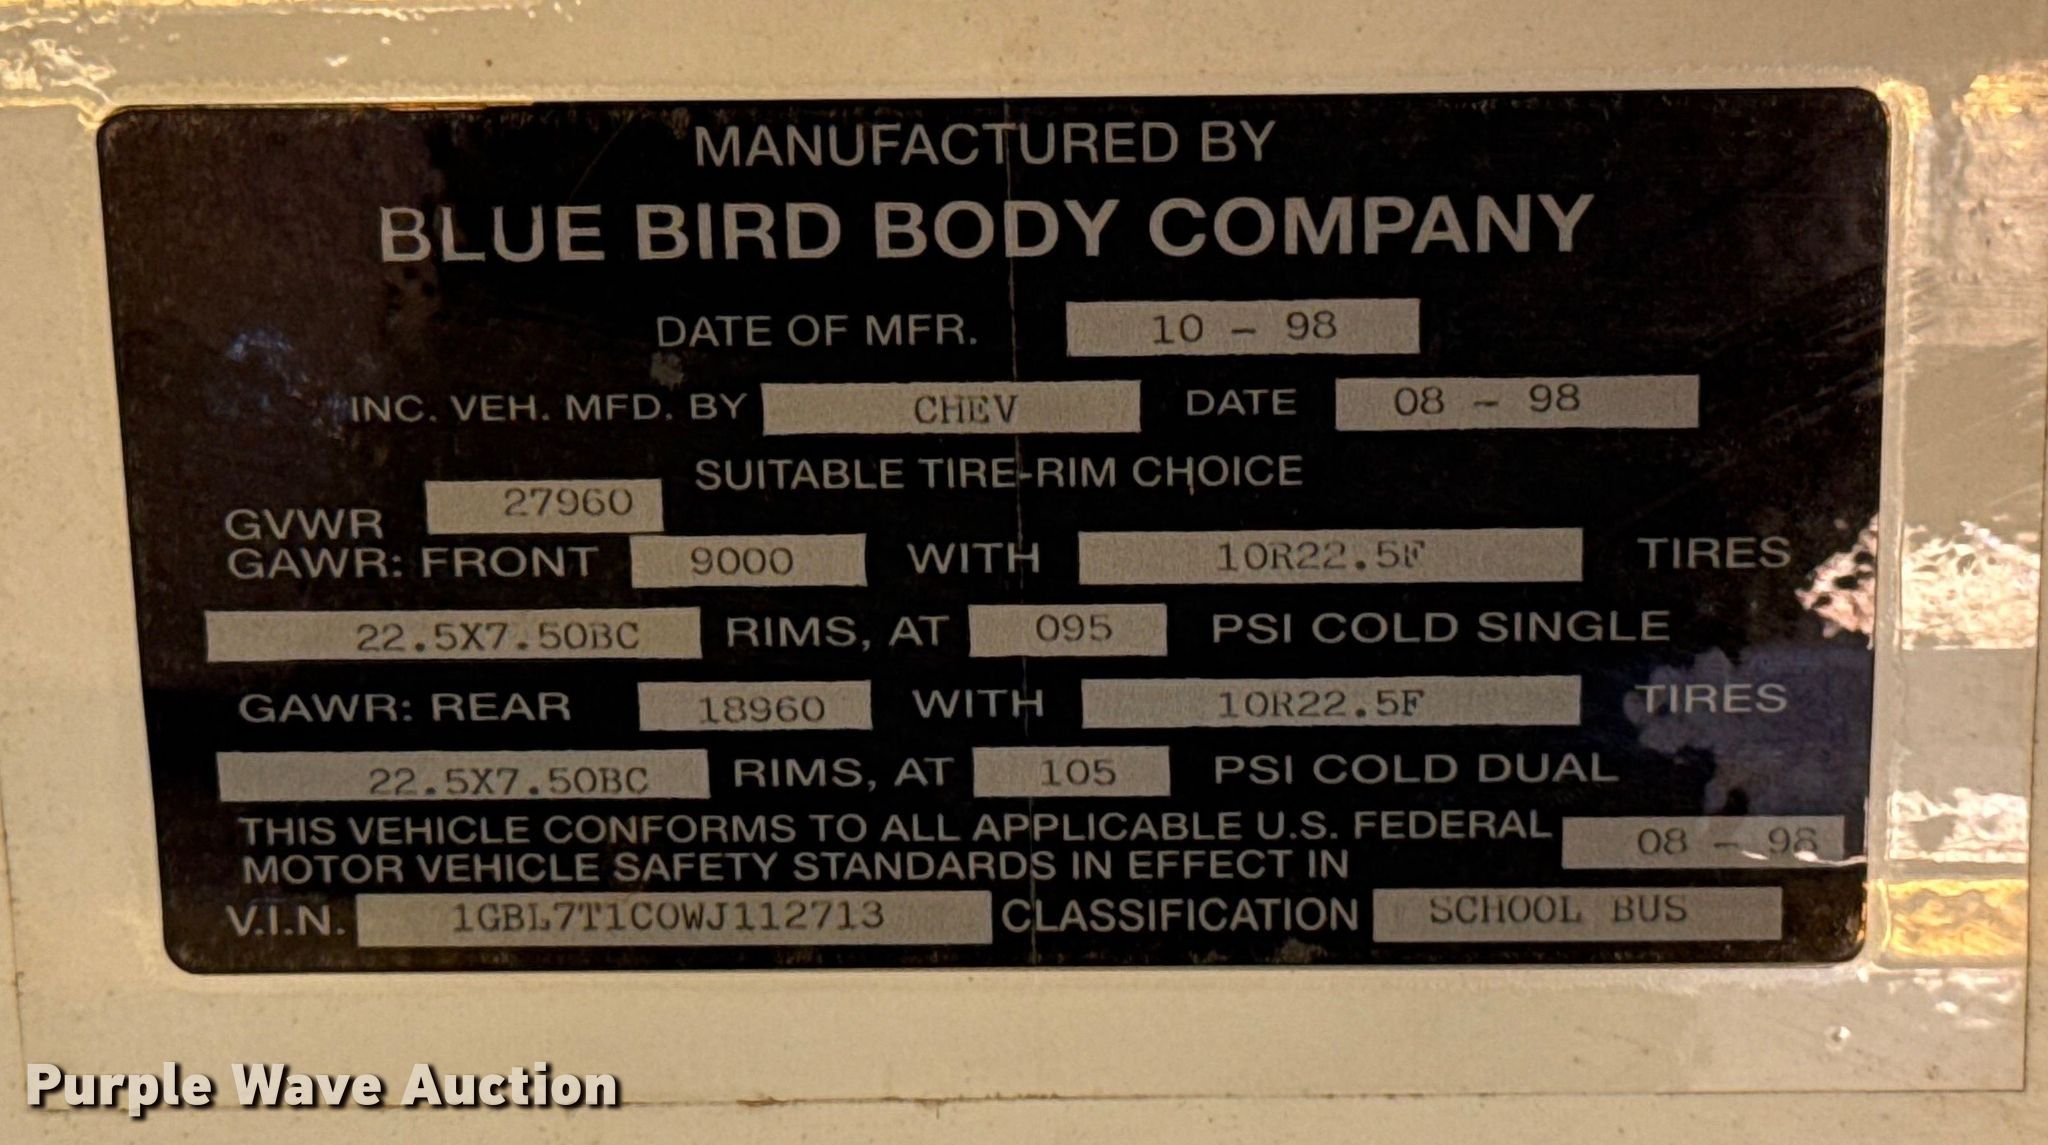 MANUFACTURED BY
BLUE BIRD BODY COMPANY
DATE OF MFR. 10 - 98
INC. VEH. MFD. BY CHEV DATE 08 - 98
SUITABLE TIRE-RIM CHOICE
GVWR 27960
GAWR: FRONT 9000 WITH 10R22.5F TIRES
22.5X7.50BC RIMS, AT 095 PSI COLD SINGLE
GAWR: REAR 18960 WITH 10R22.5F TIRES
22.5X7.50BC RIMS, AT 105 PSI COLD DUAL
THIS VEHICLE CONFORMS TO ALL APPLICABLE U.S. FEDERAL
MOTOR VEHICLE SAFETY STANDARDS IN EFFECT IN 08 - 98
V.I.N. 1GBL7T1C0WJ112713 CLASSIFICATION SCHOOL BUS
Purple Wave Auction